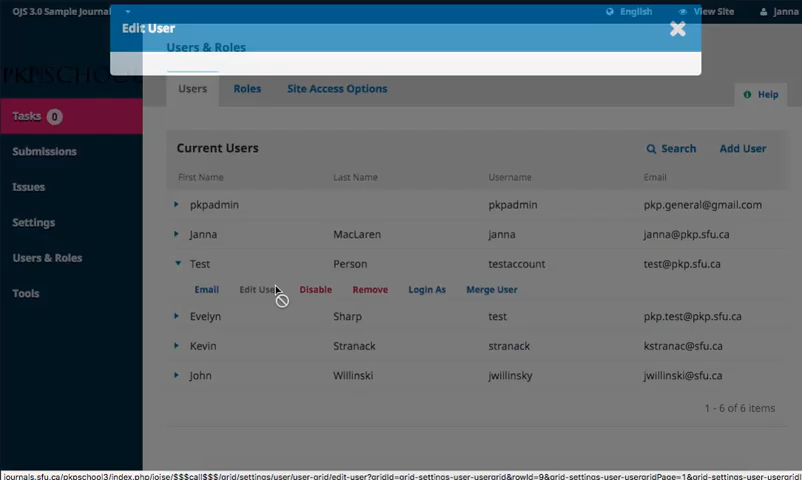 OJS 3.0 Sample Journal English View Site Janna
Edit User
Users & Roles
PKP|SCHOOL
Users Roles Site Access Options
Help
Tasks 0
Submissions
Issues
Settings
Users & Roles
Tools
Current Users Search Add User
First Name Last Name Username Email
pkpadmin pkpadmin pkp.general@gmail.com
Janna MacLaren janna janna@pkp.sfu.ca
Test Person testaccount test@pkp.sfu.ca
Email Edit User Disable Remove Login As Merge User
Evelyn Sharp test pkp.test@pkp.sfu.ca
Kevin Stranack stranack kstranac@sfu.ca
John Willinski jwillinsky jwillinski@sfu.ca
1 - 6 of 6 items
journals.sfu.ca/pkpschool3/index.php/iojse/$$$call$$$/grid/settings/user/user-grid/edit-user?gridId=grid-settings-user-usergrid&rowId=9&grid-settings-user-usergridPage=1&grid-settings-user-usergrid